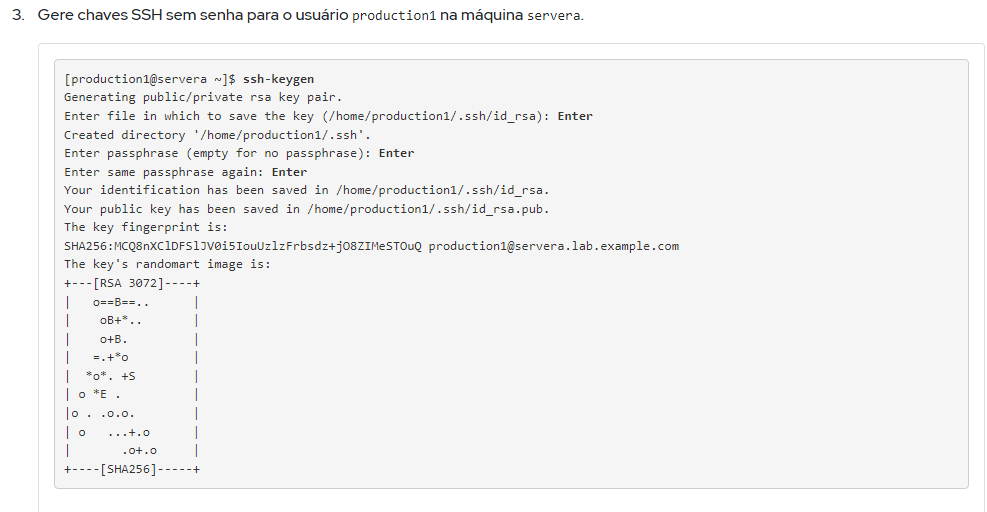 3. Gere chaves SSH sem senha para o usuário production1 na máquina servera.
[production1@servera ~]$ ssh-keygen
Generating public/private rsa key pair.
Enter file in which to save the key (/home/production1/.ssh/id_rsa): Enter
Created directory '/home/production1/.ssh'.
Enter passphrase (empty for no passphrase): Enter
Enter same passphrase again: Enter
Your identification has been saved in /home/production1/.ssh/id_rsa.
Your public key has been saved in /home/production1/.ssh/id_rsa.pub.
The key fingerprint is:
SHA256:MCQ8nXClDFSlJV0i5IouUzlzFrbsdz+jO8ZIMeSTOuQ production1@servera.lab.example.com
The key's randomart image is:
+---[RSA 3072]----+
|   o==B==..      |
|    oB+*..       |
|    o+B.         |
|   =.+*o         |
|  *o*. +S        |
| o *E .          |
|o . .o.o.        |
| o   ...+.o      |
|       .o+.o     |
+----[SHA256]-----+